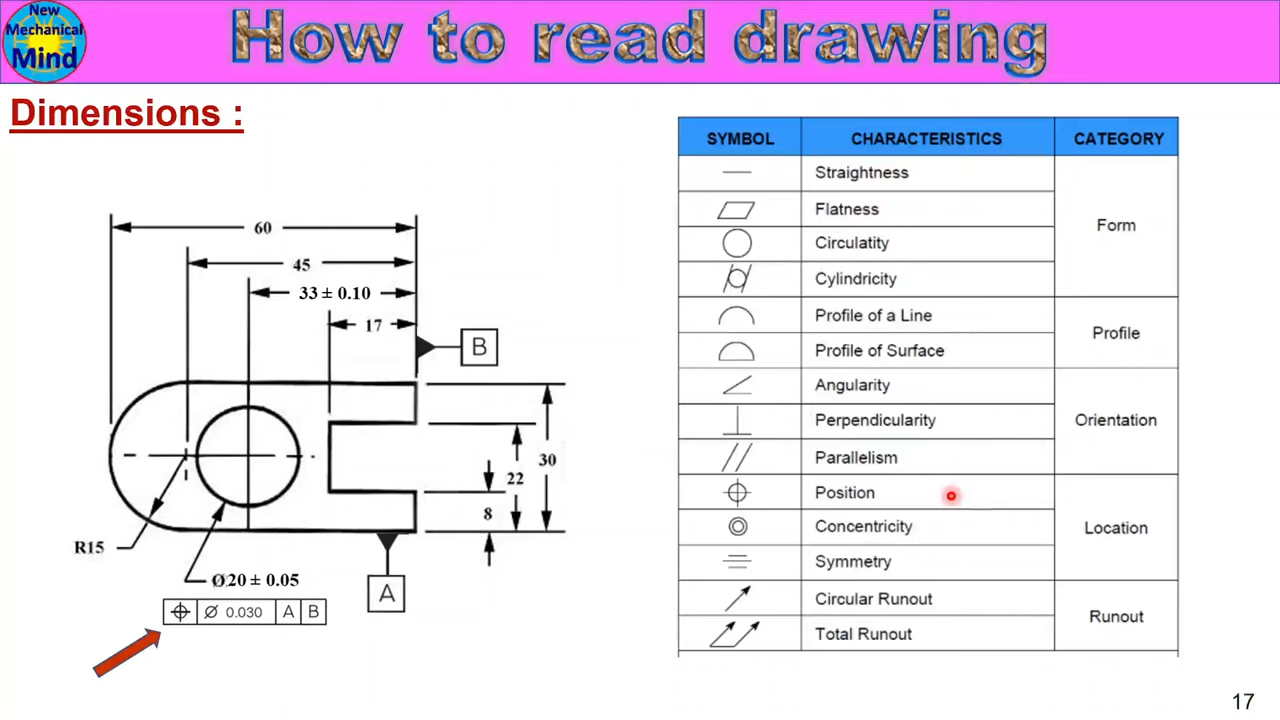 New
Mechanical
Mind
How to read drawing
Dimensions :
60
45
33 ± 0.10
17
B
30
22
8
R15
Ø20 ± 0.05
A
⌖ ⌀ 0.030 A B
SYMBOL CHARACTERISTICS CATEGORY
Straightness
Flatness
Circulatity
Cylindricity
Form
Profile of a Line
Profile of Surface
Profile
Angularity
Perpendicularity
Parallelism
Orientation
Position
Concentricity
Symmetry
Location
Circular Runout
Total Runout
Runout
17